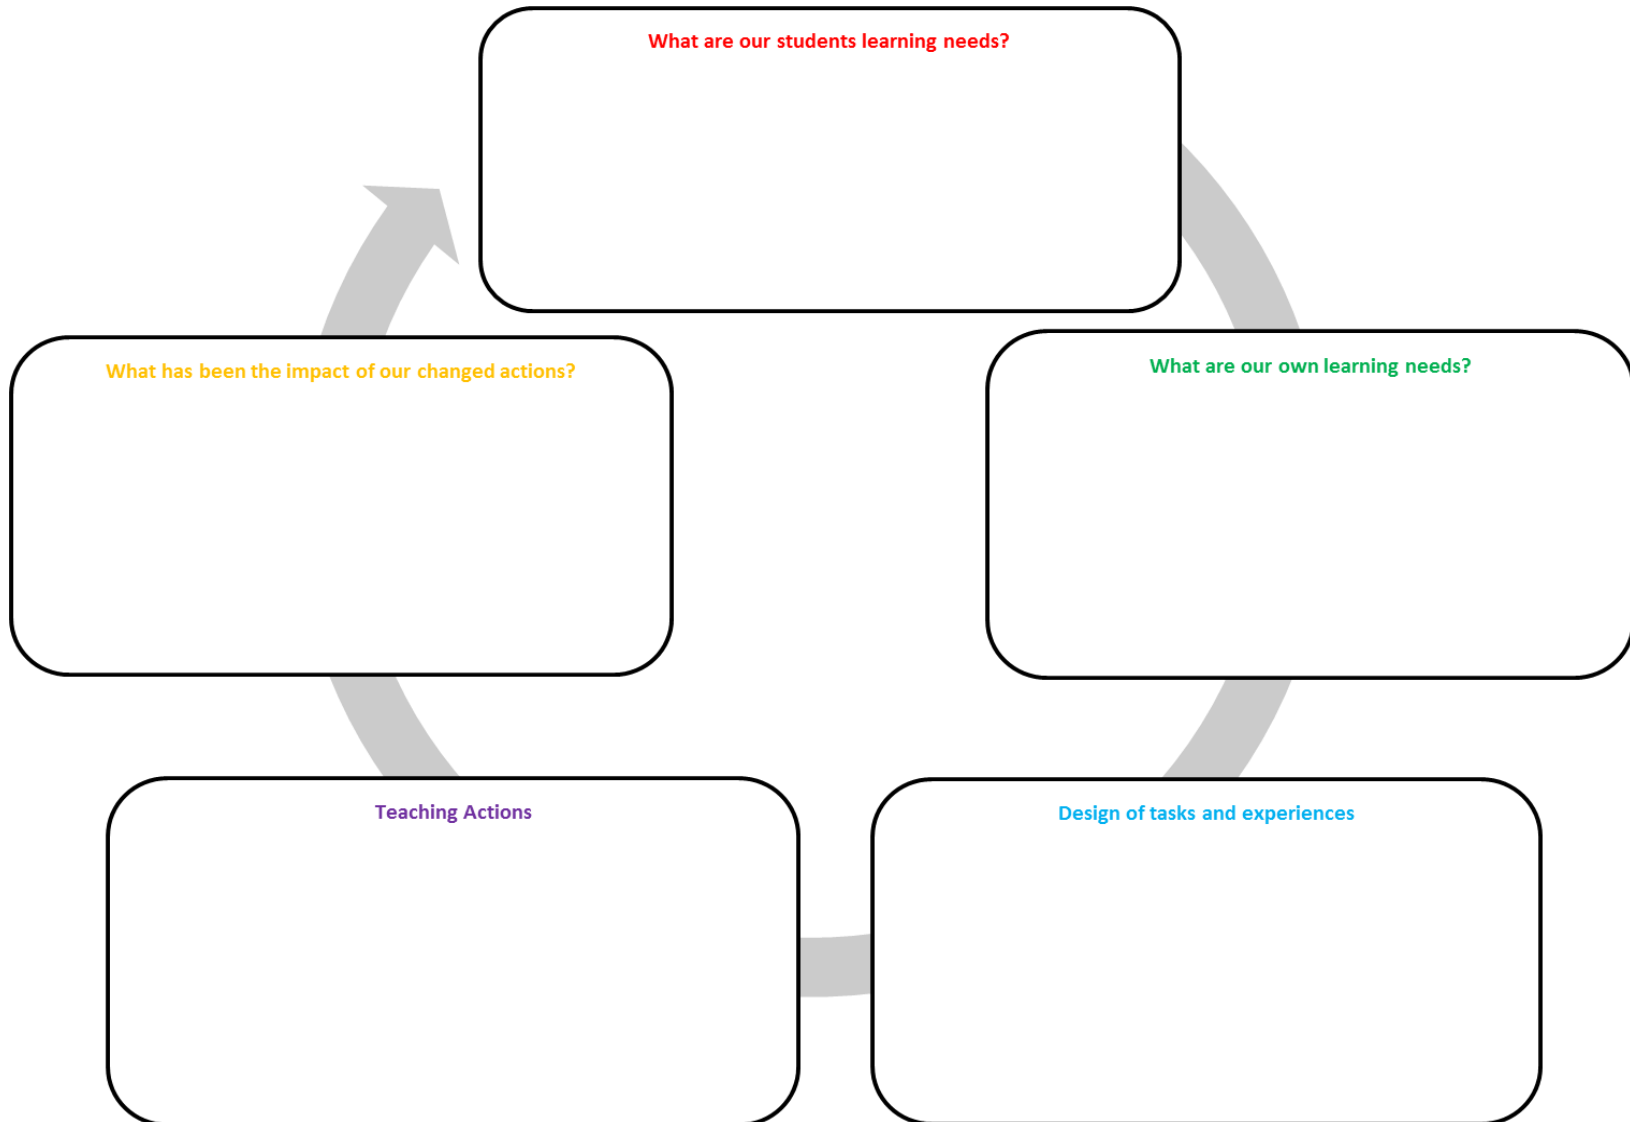 What are our students learning needs?
What has been the impact of our changed actions?
What are our own learning needs?
Teaching Actions
Design of tasks and experiences